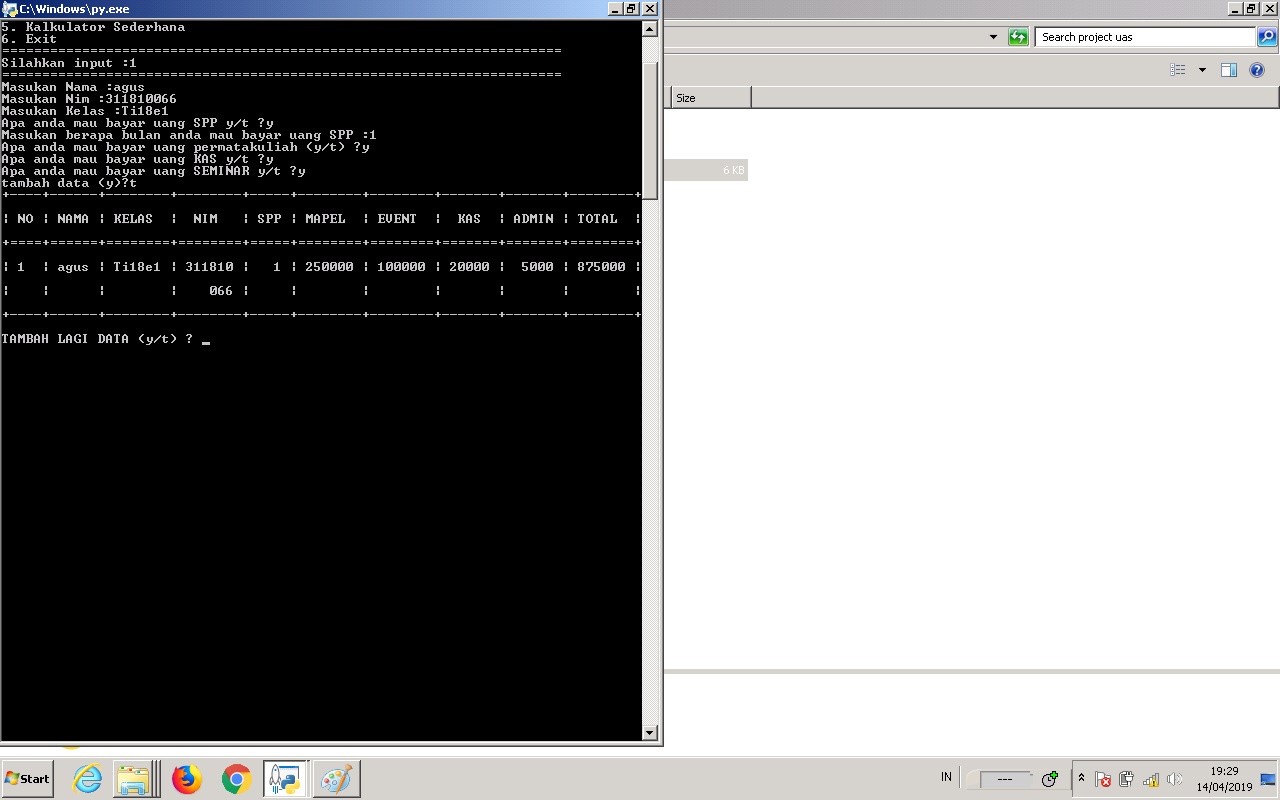 C:\Windows\py.exe
5. Kalkulator Sederhana
6. Exit
======================================================================
Silahkan input :1
======================================================================
Masukan Nama :agus
Masukan Nim :311810066
Masukan Kelas :Ti18e1
Apa anda mau bayar uang SPP y/t ?y
Masukan berapa bulan anda mau bayar uang SPP :1
Apa anda mau bayar uang permatakuliah (y/t) ?y
Apa anda mau bayar uang KAS y/t ?y
Apa anda mau bayar uang SEMINAR y/t ?y
tambah data (y)?t
+----+------+--------+--------+-----+--------+--------+-------+-------+--------+
| NO | NAMA | KELAS  |  NIM   | SPP | MAPEL  | EVENT  |  KAS  | ADMIN | TOTAL  |
+====+======+========+========+=====+========+========+=======+=======+========+
| 1  | agus | Ti18e1 | 311810 |   1 | 250000 | 100000 | 20000 |  5000 | 875000 |
|    |      |        |    066 |     |        |        |       |       |        |
+----+------+--------+--------+-----+--------+--------+-------+-------+--------+
TAMBAH LAGI DATA (y/t) ? _
Search project uas
Size
6 KB
Start
IN
---
19:29
14/04/2019